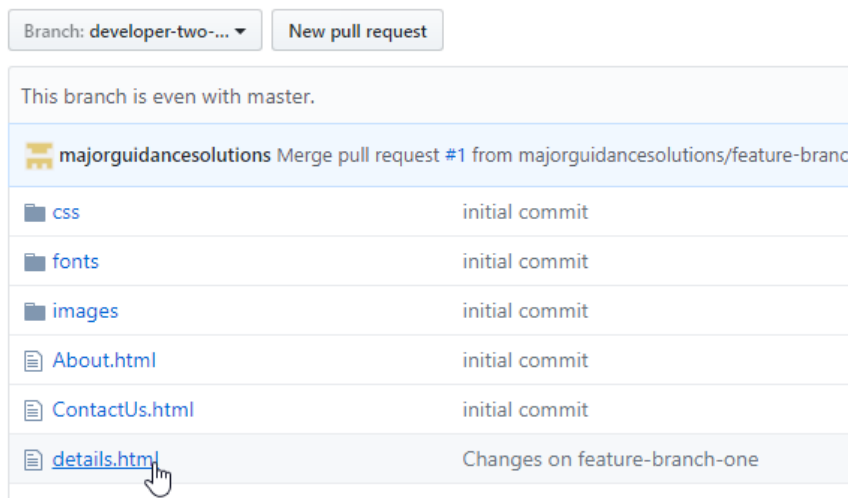 Branch: developer-two-... New pull request
This branch is even with master.
majorguidancesolutions Merge pull request #1 from majorguidancesolutions/feature-branc
css initial commit
fonts initial commit
images initial commit
About.html initial commit
ContactUs.html initial commit
details.html Changes on feature-branch-one